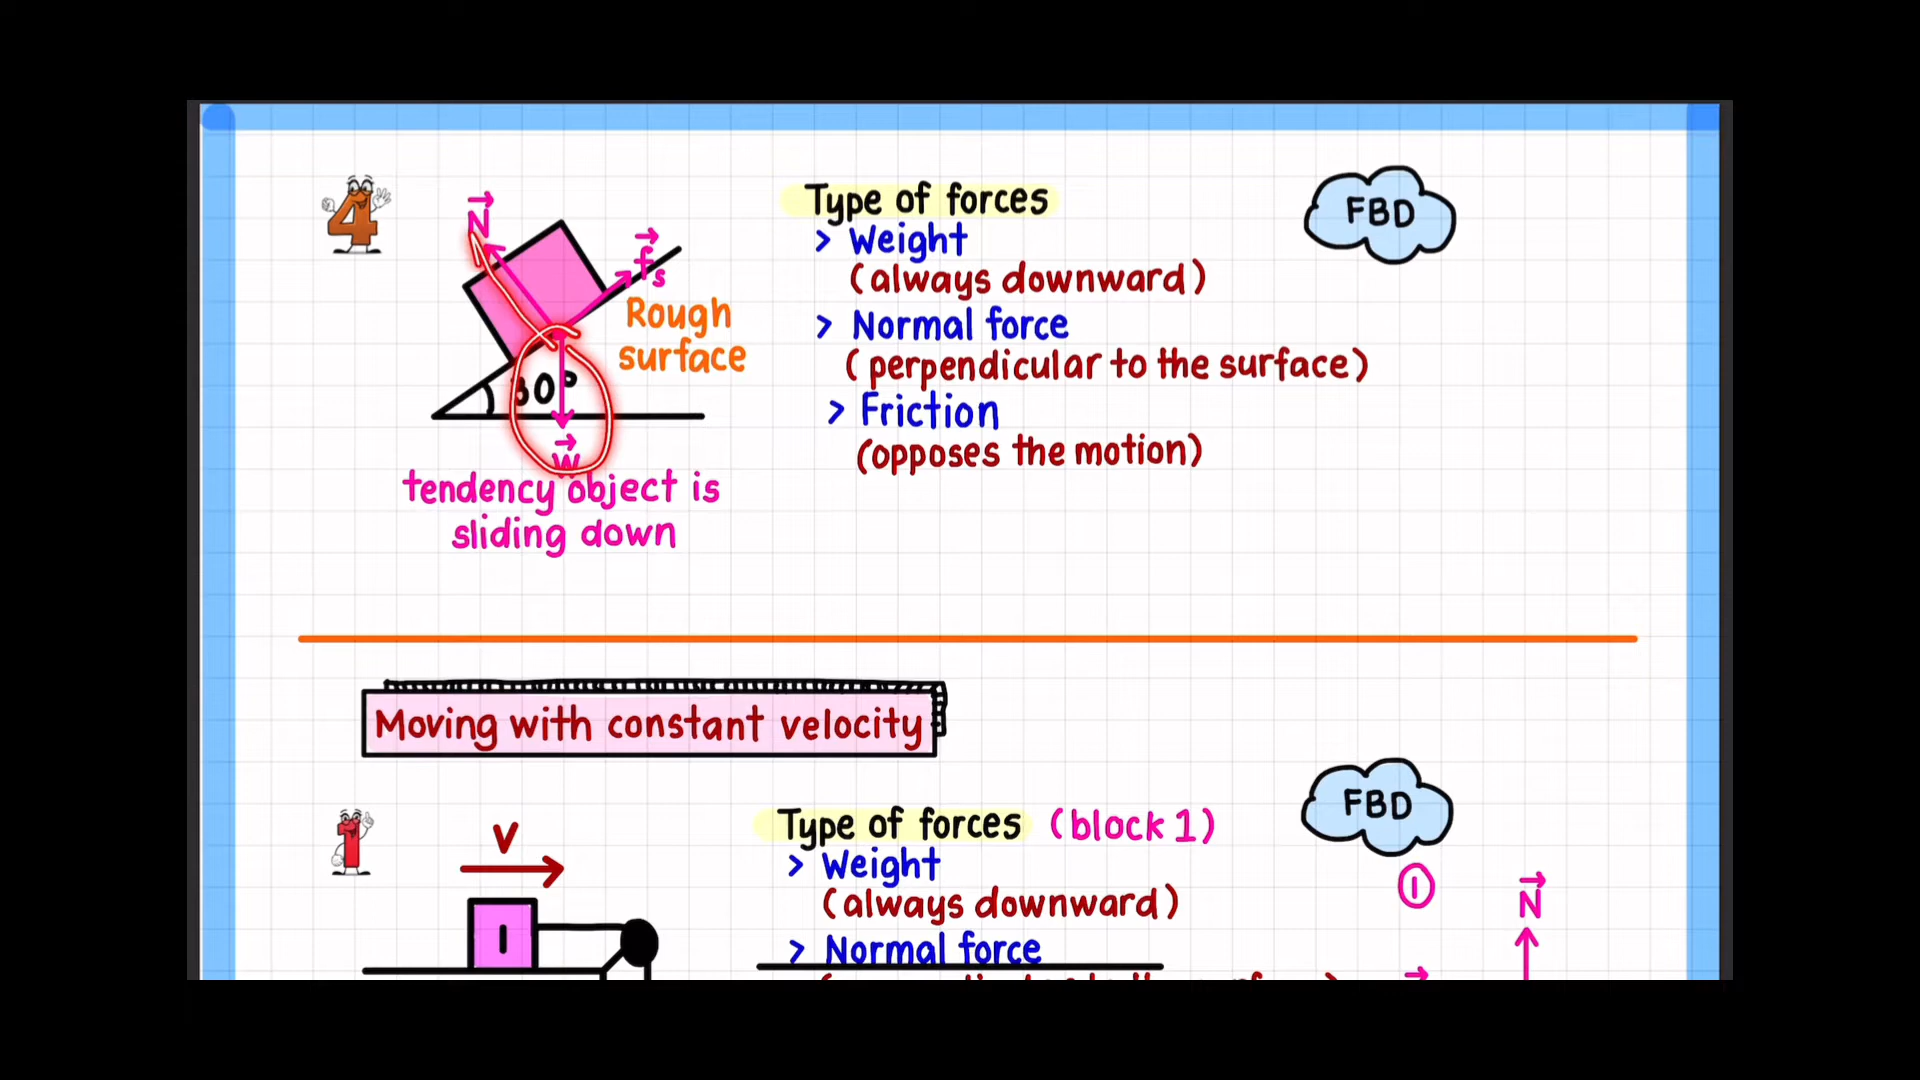 4
N
fs
Rough
surface
30°
W
tendency object is
sliding down
Type of forces
> Weight
(always downward)
> Normal force
(perpendicular to the surface)
> Friction
(opposes the motion)
FBD
Moving with constant velocity
1
V
1
Type of forces (block 1)
> Weight
(always downward)
> Normal force
FBD
1
N